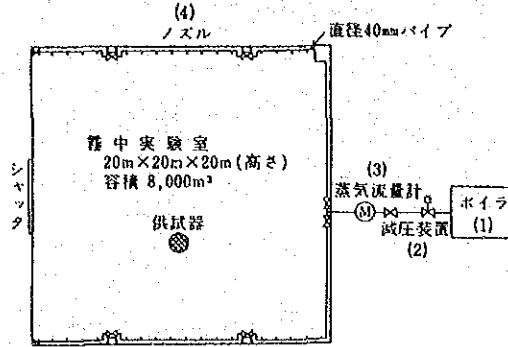 (4)
ノズル
直径40mmパイプ
霧中実験室
20m×20m×20m(高さ)
容積 8,000m³
シャッタ
供試器
(3)
蒸気流量計
M
減圧装置
(2)
ボイラ
(1)